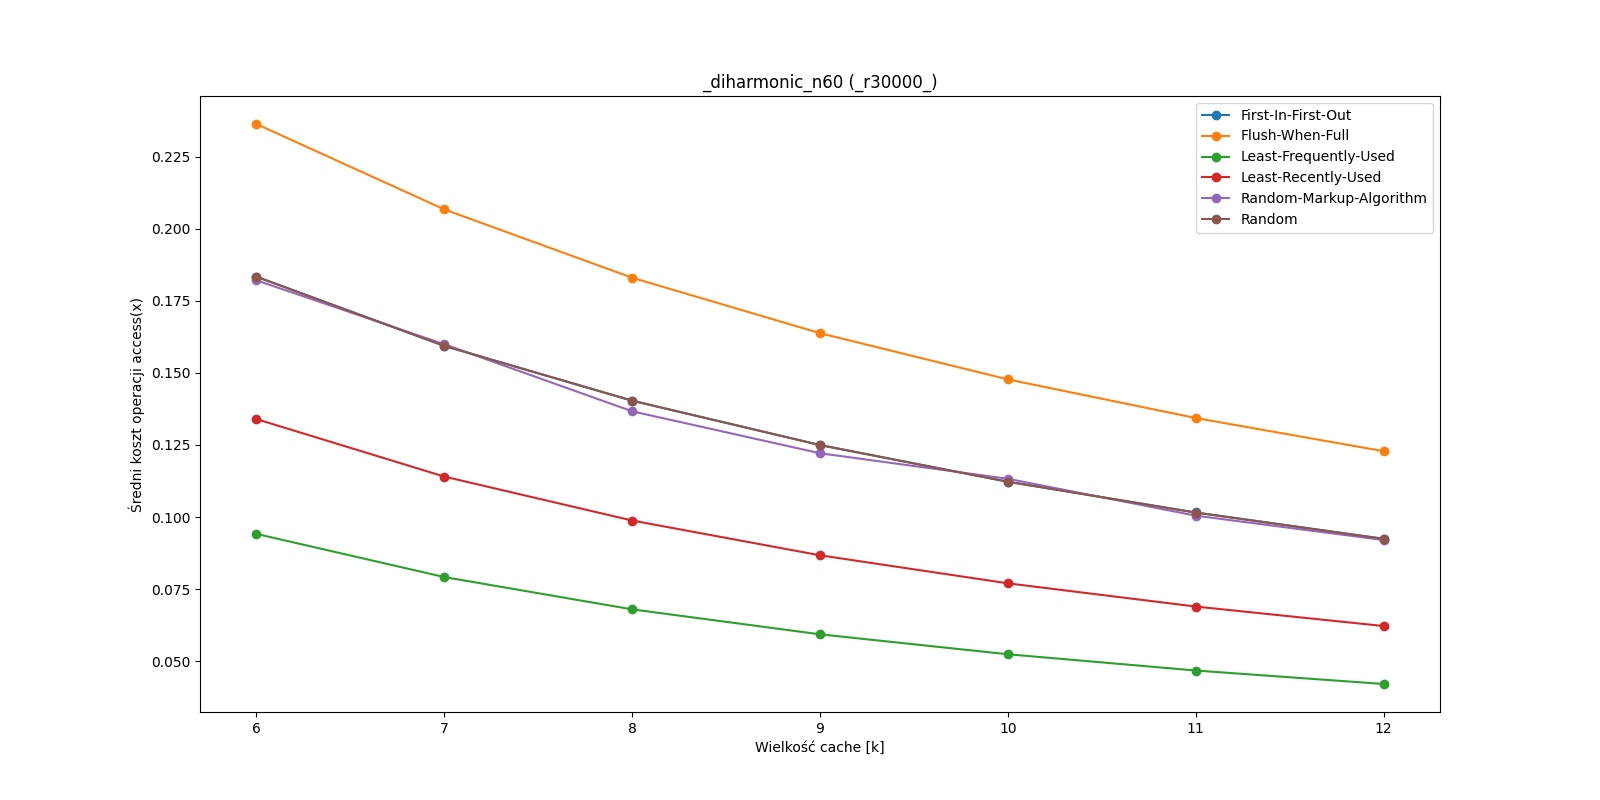 _diharmonic_n60 (_r30000_)
First-In-First-Out
Flush-When-Full
Least-Frequently-Used
Least-Recently-Used
Random-Markup-Algorithm
Random
Średni koszt operacji access(x)
0.225
0.200
0.175
0.150
0.125
0.100
0.075
0.050
6 7 8 9 10 11 12
Wielkość cache [k]